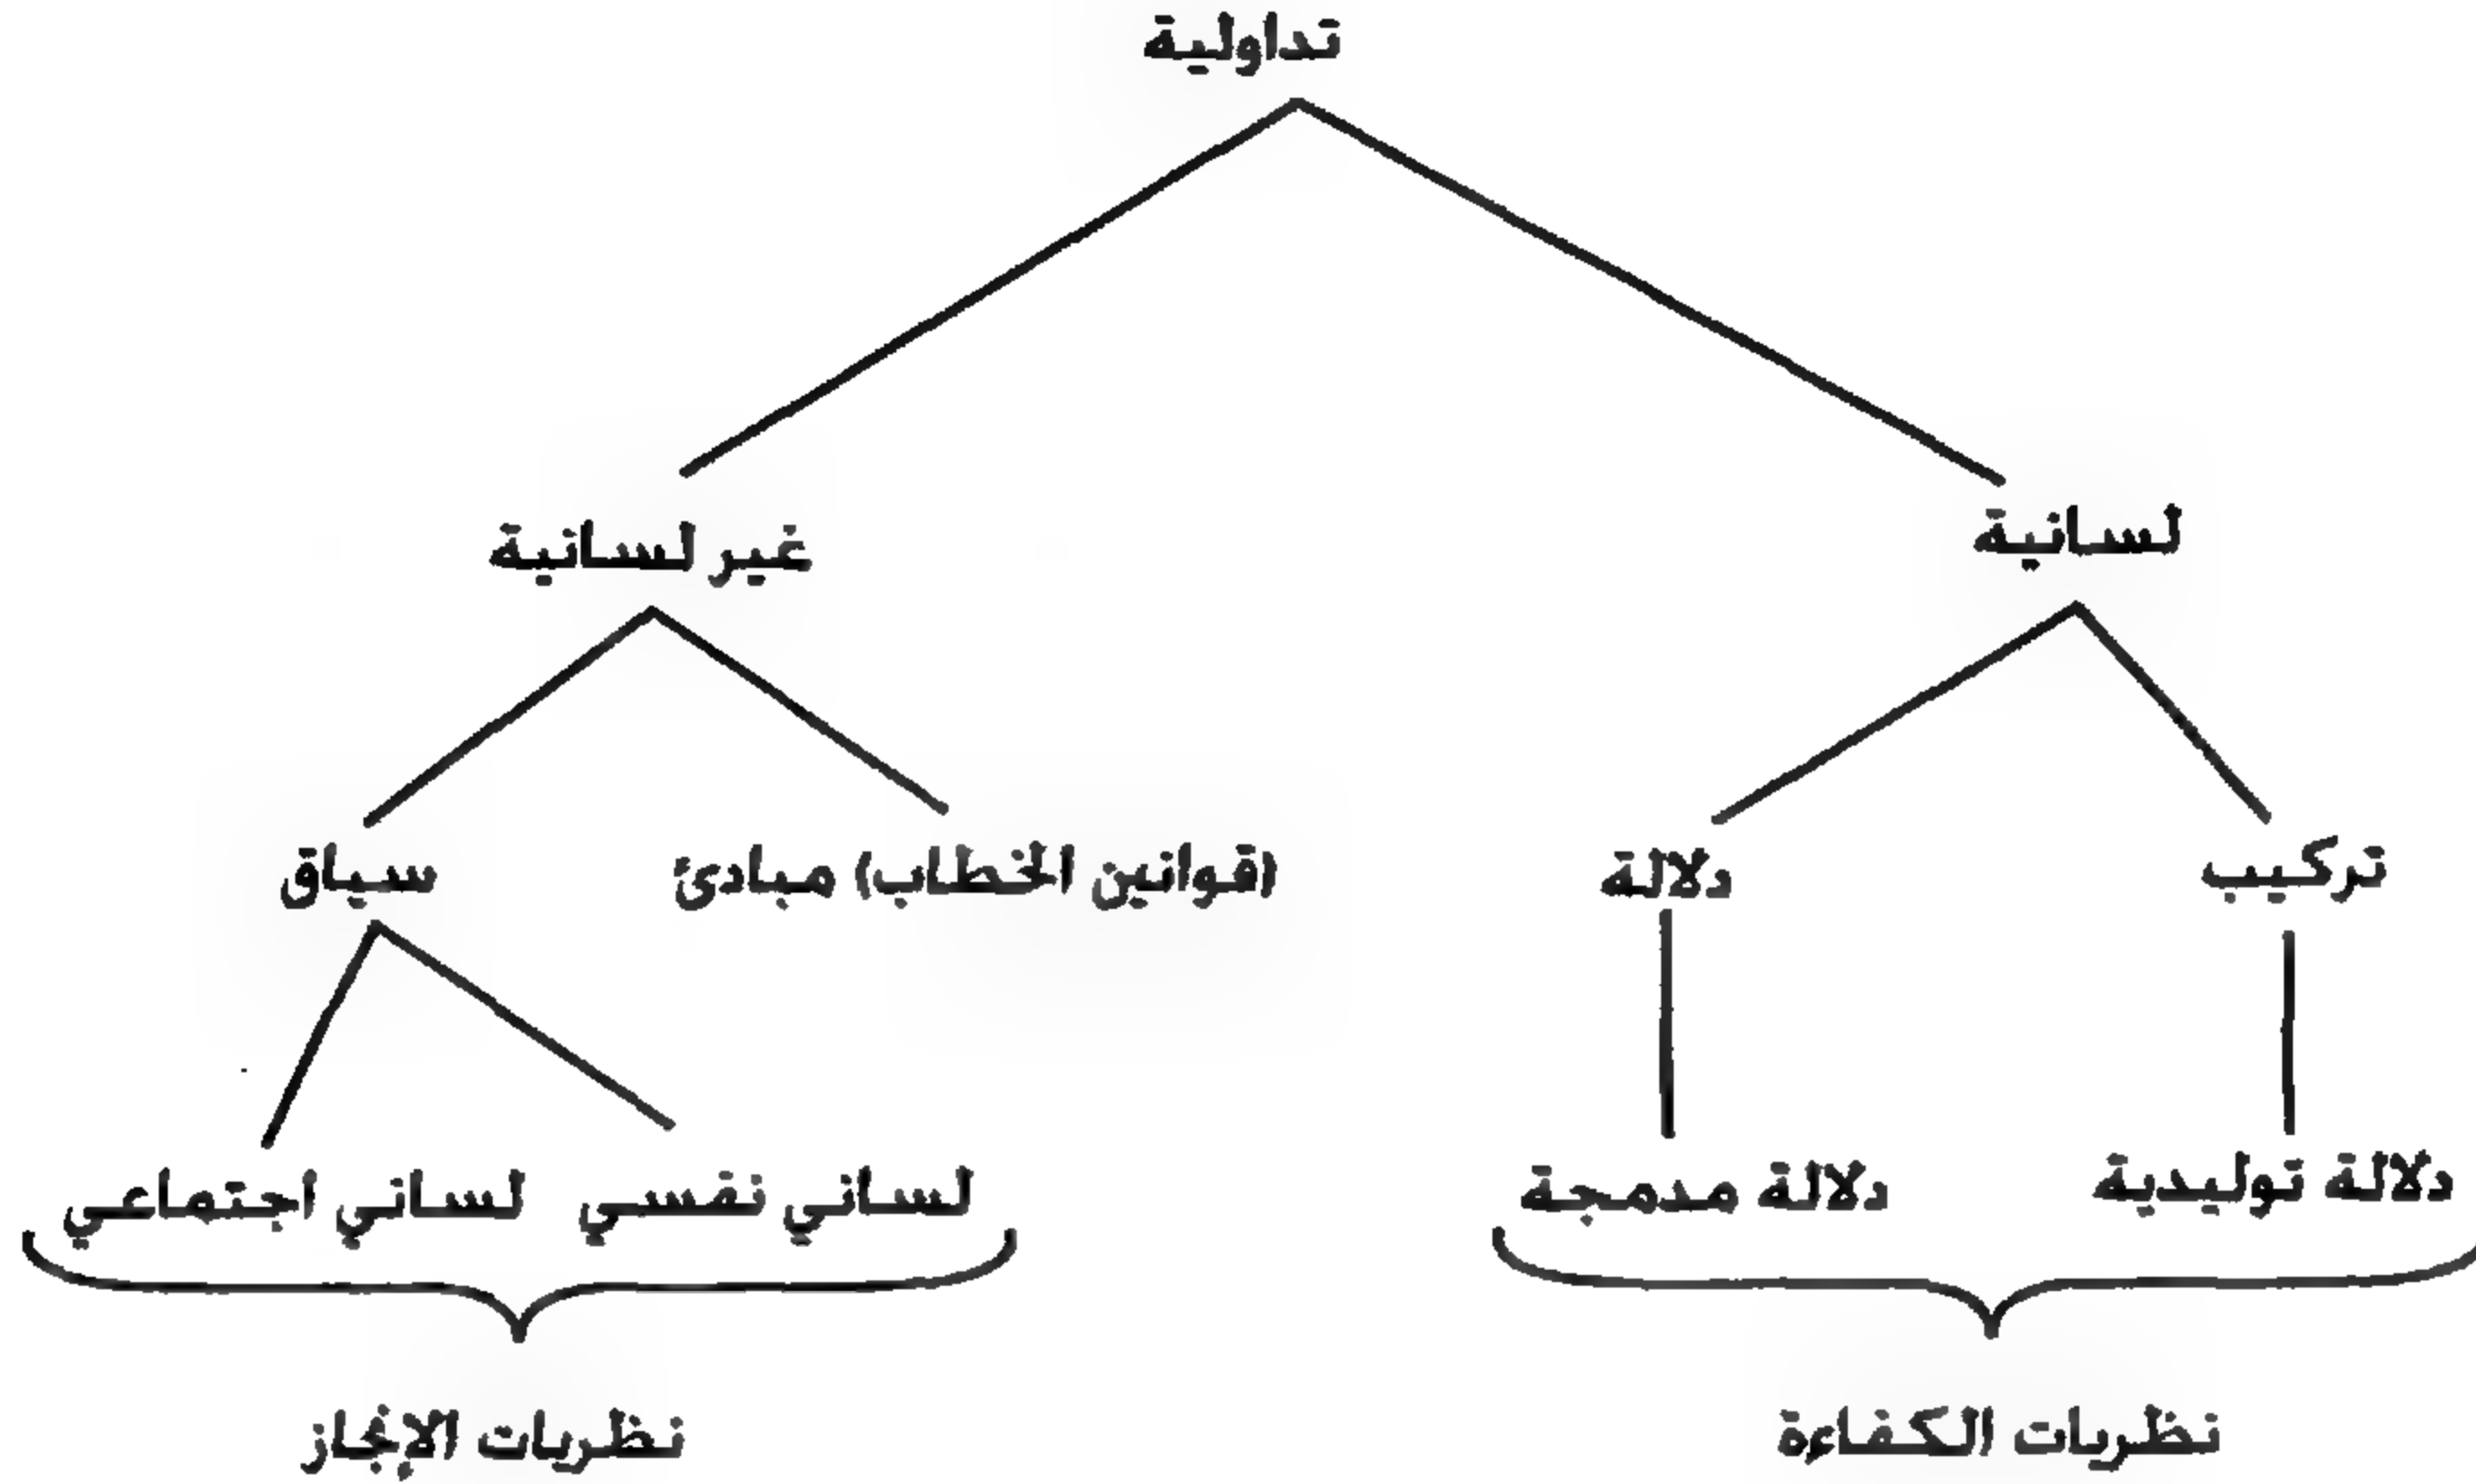 تداولية
لسانية
غير لسانية
تركيب
دلالة
(قوانين الخطاب) مبادئ
سياق
دلالة توليدية
دلالة مدمجة
لساني نفسي
لساني اجتماعي
نظريات الكفاءة
نظريات الإنجاز